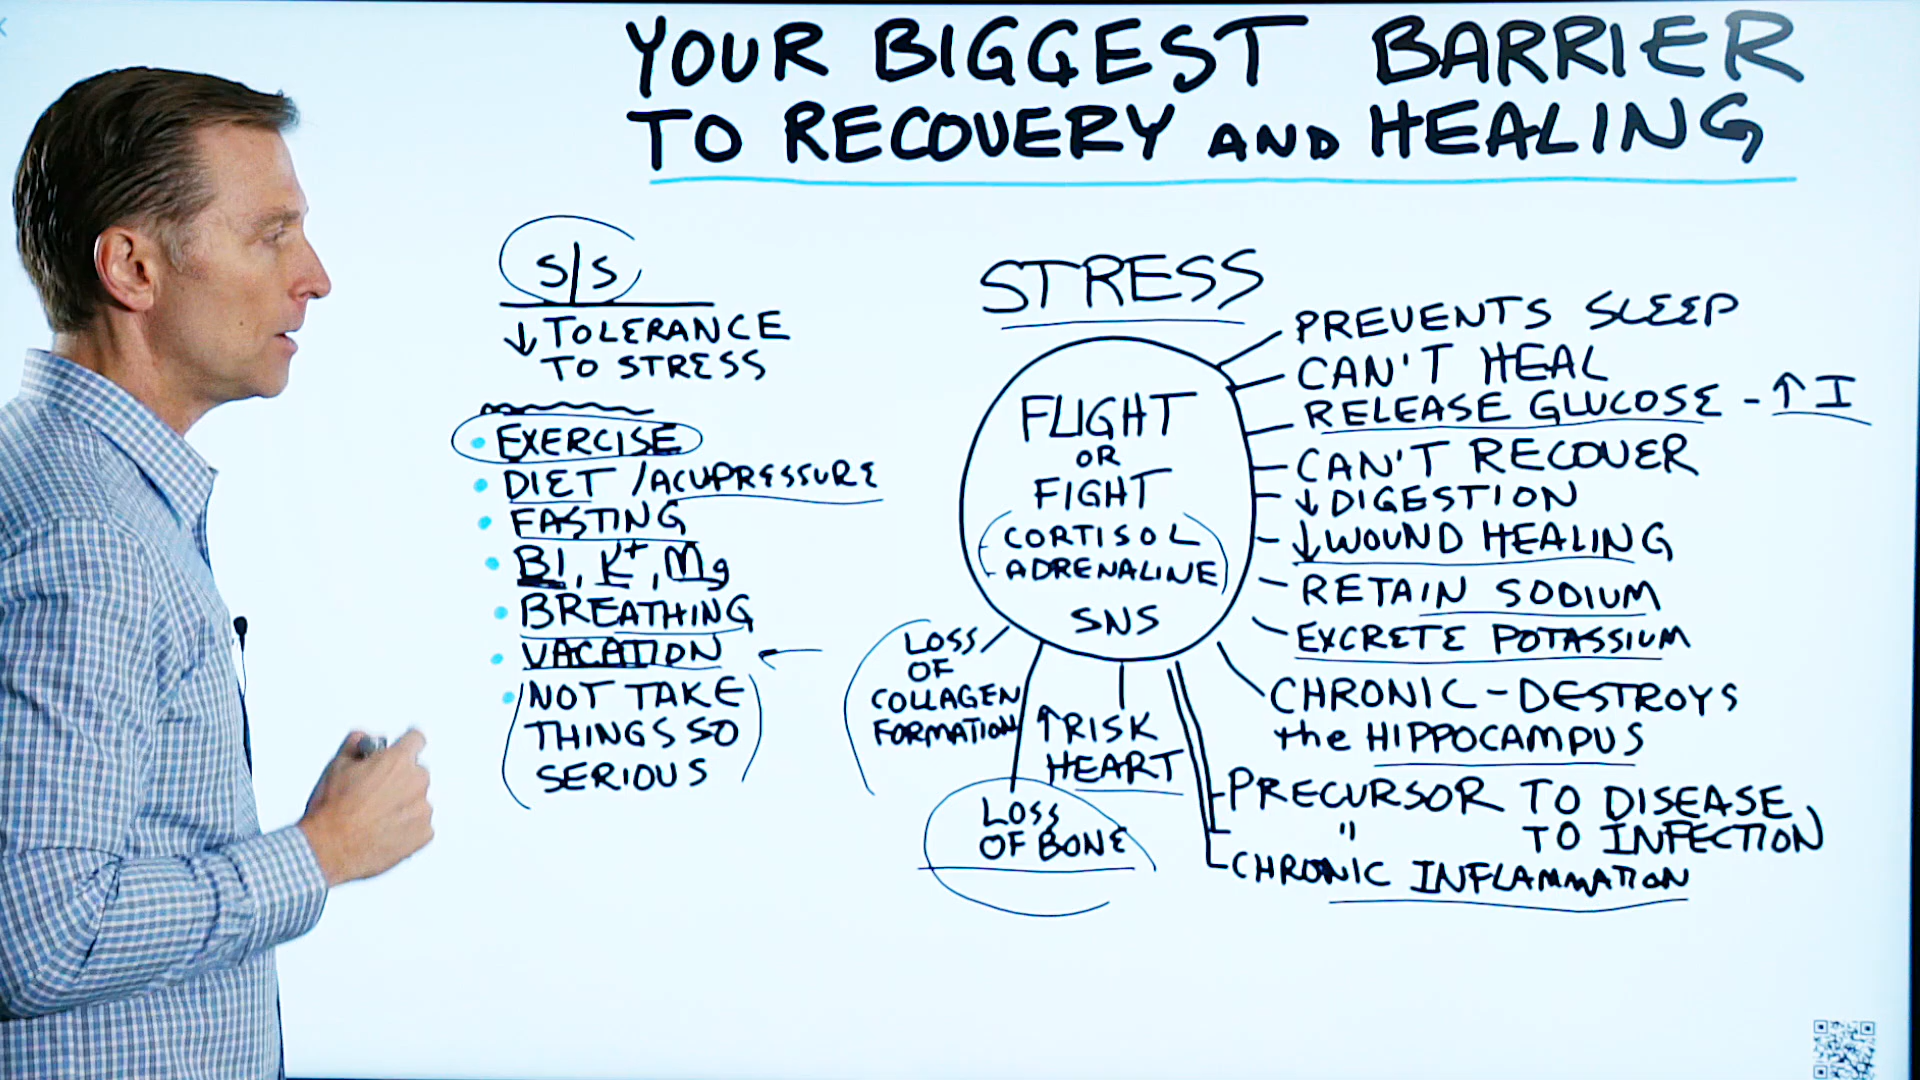 YOUR BIGGEST BARRIER
TO RECOVERY AND HEALING
S/S
↓ TOLERANCE
TO STRESS
• EXERCISE
• DIET / ACUPRESSURE
• FASTING
• B1, K+, Mg
• BREATHING
• VACATION
• NOT TAKE
THINGS SO
SERIOUS
STRESS
FLIGHT
OR
FIGHT
CORTISOL
ADRENALINE
SNS
PREVENTS SLEEP
CAN'T HEAL
RELEASE GLUCOSE - ↑ I
CAN'T RECOVER
↓ DIGESTION
↓ WOUND HEALING
RETAIN SODIUM
EXCRETE POTASSIUM
CHRONIC - DESTROYS
the HIPPOCAMPUS
PRECURSOR TO DISEASE
" TO INFECTION
CHRONIC INFLAMMATION
↑ RISK
HEART
LOSS
OF BONE
LOSS
OF
COLLAGEN
FORMATION